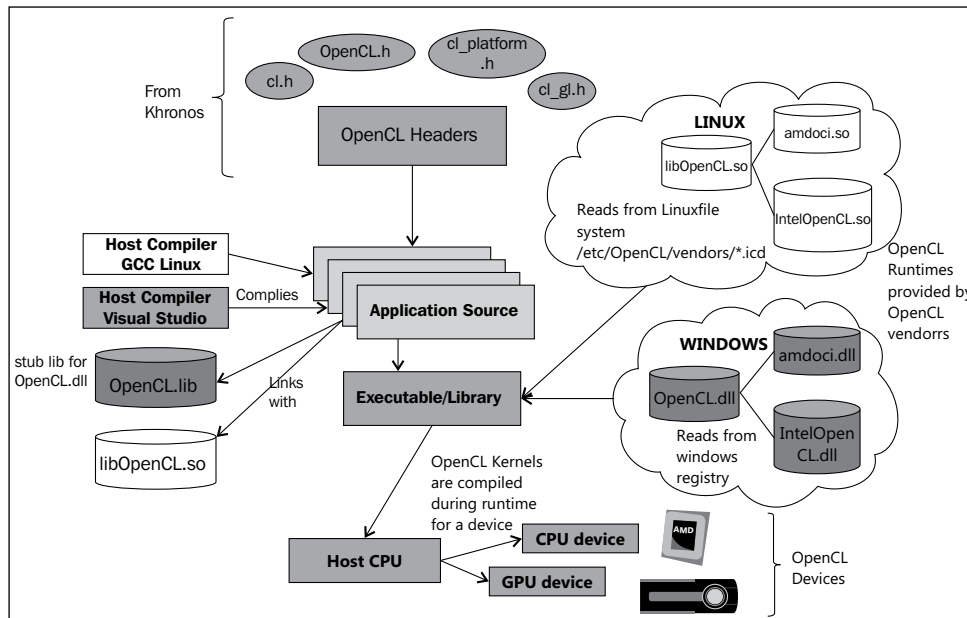 From
Khronos
cl.h
OpenCL.h
cl_platform
.h
cl_gl.h
OpenCL Headers
LINUX
libOpenCL.so
amdoci.so
IntelOpenCL.so
Reads from Linuxfile
system
/etc/OpenCL/vendors/*.icd
OpenCL
Runtimes
provided by
OpenCL
vendorrs
Host Compiler
GCC Linux
Host Compiler
Visual Studio
Complies
Application Source
stub lib for
OpenCL.dll
OpenCL.lib
Links
with
libOpenCL.so
Executable/Library
WINDOWS
OpenCL.dll
amdoci.dll
IntelOpen
CL.dll
Reads from
windows
registry
OpenCL Kernels
are compiled
during runtime
for a device
Host CPU
CPU device
GPU device
AMD
OpenCL
Devices